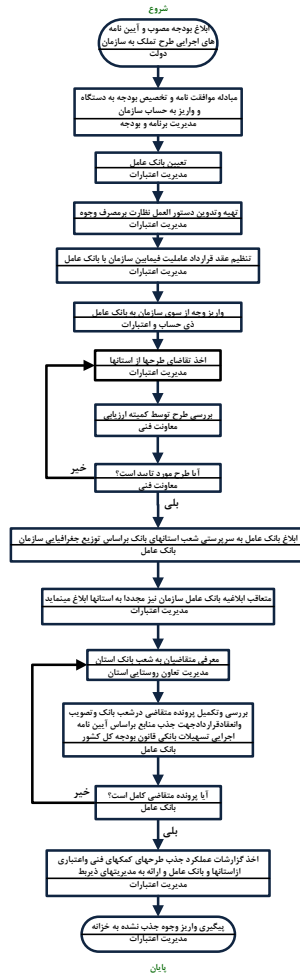 شروع
ابلاغ بودجه مصوب و آیین نامه
های اجرایی طرح تملک به سازمان
دولت
مبادله موافقت نامه و تخصیص بودجه به دستگاه
و واریز به حساب سازمان
مدیریت برنامه و بودجه
تعیین بانک عامل
مدیریت اعتبارات
تهیه وتدوین دستور العمل نظارت برمصرف وجوه
مدیریت اعتبارات
تنظیم عقد قرارداد عاملیت فیمابین سازمان با بانک عامل
مدیریت اعتبارات
واریز وجه از سوی سازمان به بانک عامل
ذی حساب و اعتبارات
اخذ تقاضای طرحها از استانها
مدیریت اعتبارات
بررسی طرح توسط کمیته ارزیابی
معاونت فنی
آیا طرح مورد تایید است؟
معاونت فنی
خیر
بلی
ابلاغ بانک عامل به سرپرستی شعب استانهای بانک براساس توزیع جغرافیایی سازمان
بانک عامل
متعاقب ابلاغیه بانک عامل سازمان نیز مجددا به استانها ابلاغ مینماید
مدیریت اعتبارات
معرفی متقاضیان به شعب بانک استان
مدیریت تعاون روستایی استان
بررسی وتکمیل پرونده متقاضی درشعب بانک وتصویب
وانعقادقراردادجهت جذب منابع براساس آیین نامه
اجرایی تسهیلات بانکی قانون بودجه کل کشور
بانک عامل
آیا پرونده متقاضی کامل است؟
بانک عامل
خیر
بلی
اخذ گزارشات عملکرد جذب طرحهای کمکهای فنی واعتباری
ازاستانها و بانک عامل و ارائه به مدیریتهای ذیربط
مدیریت اعتبارات
پیگیری واریز وجوه جذب نشده به خزانه
مدیریت اعتبارات
پایان